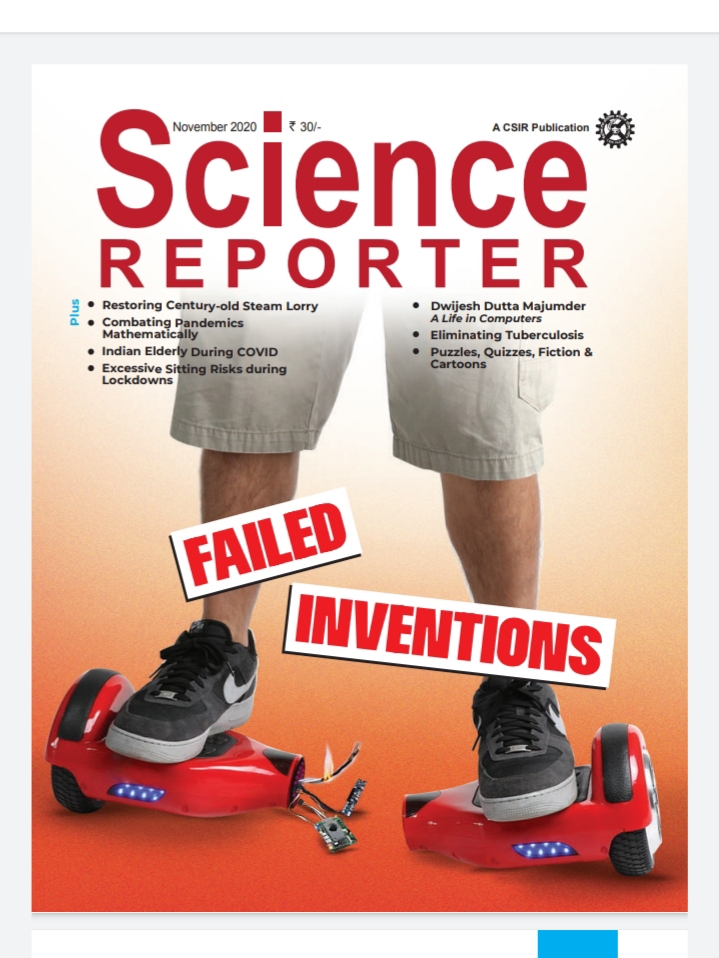 November 2020 ₹ 30/-
A CSIR Publication
Science
REPORTER
Plus
• Restoring Century-old Steam Lorry
• Combating Pandemics
Mathematically
• Indian Elderly During COVID
• Excessive Sitting Risks during
Lockdowns
• Dwijesh Dutta Majumder
A Life in Computers
• Eliminating Tuberculosis
• Puzzles, Quizzes, Fiction &
Cartoons
FAILED
INVENTIONS